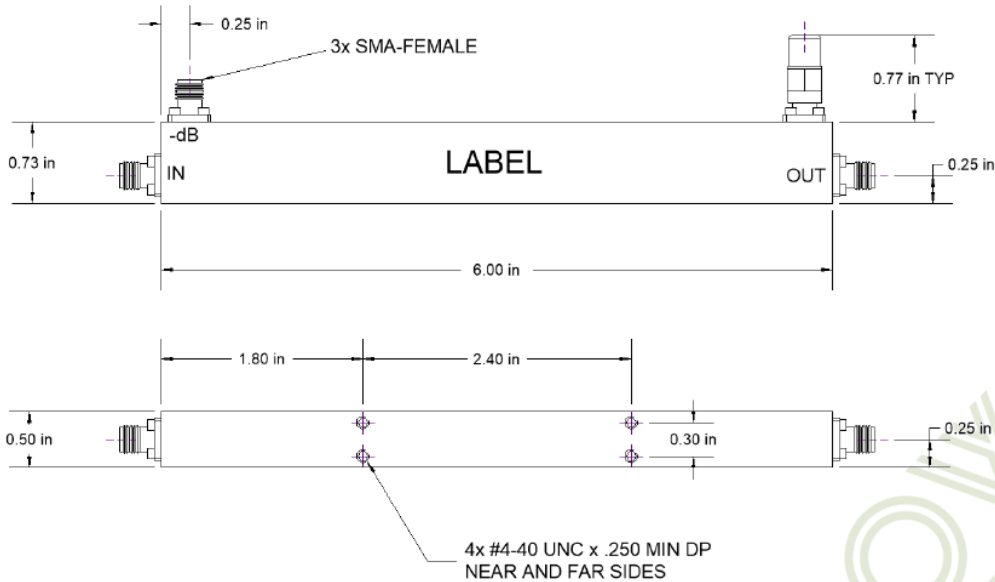 0.25 in
3x SMA-FEMALE
0.77 in TYP
-dB
0.73 in
IN
LABEL
OUT
0.25 in
6.00 in
1.80 in
2.40 in
0.50 in
0.30 in
0.25 in
4x #4-40 UNC x .250 MIN DP
NEAR AND FAR SIDES